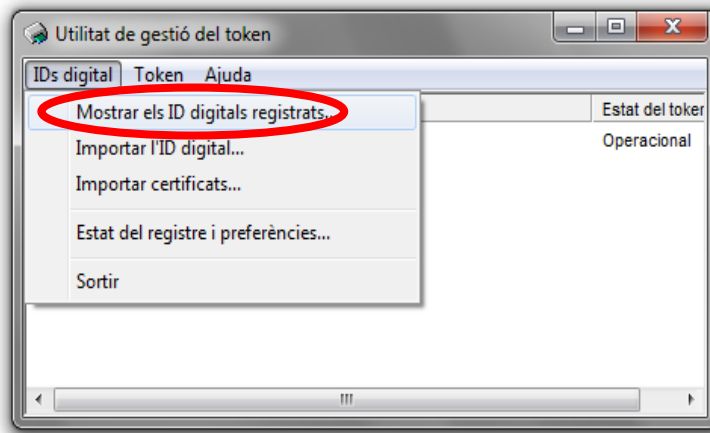 Utilitat de gestió del token
IDs digital Token Ajuda
Mostrar els ID digitals registrats...
Estat del token
Importar l'ID digital...
Operacional
Importar certificats...
Estat del registre i preferències...
Sortir